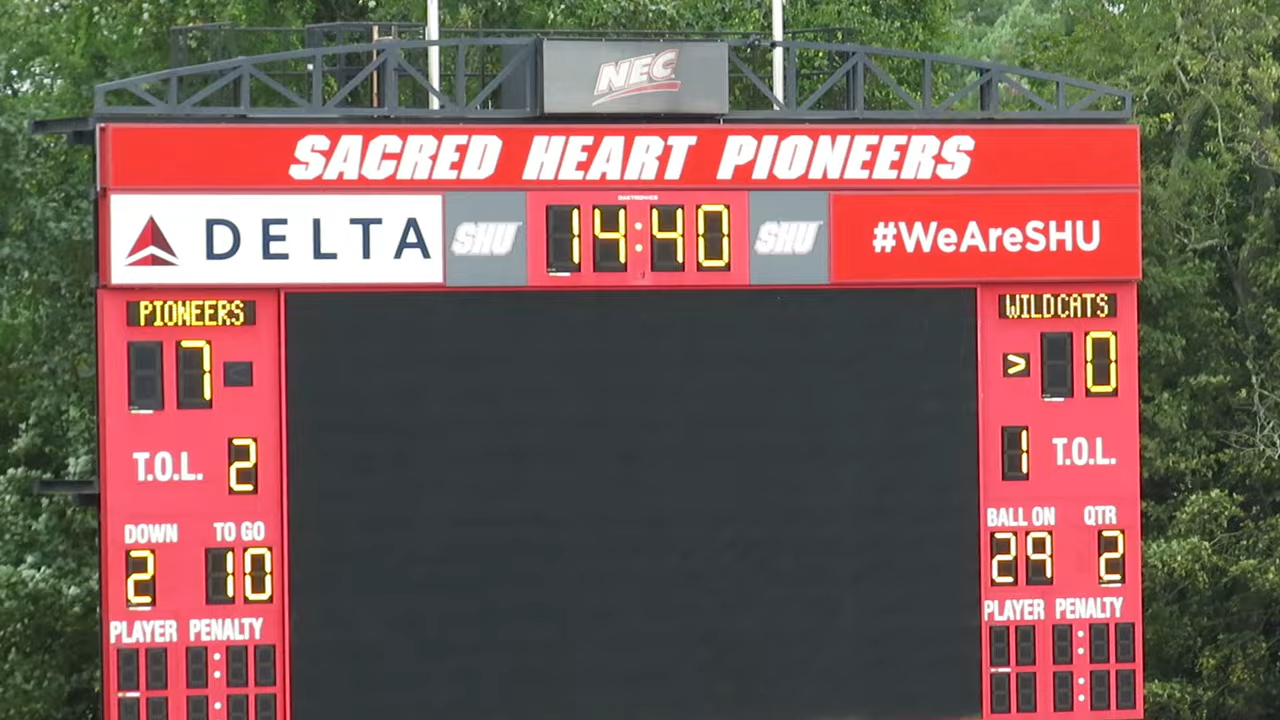 NEC
SACRED HEART PIONEERS
DAKTRONICS
DELTA SHU 14:40 SHU #WeAreSHU
PIONEERS WILDCATS
7 < > 0
T.O.L. 2 1 T.O.L.
DOWN TO GO BALL ON QTR
2 10 29 2
PLAYER PENALTY PLAYER PENALTY